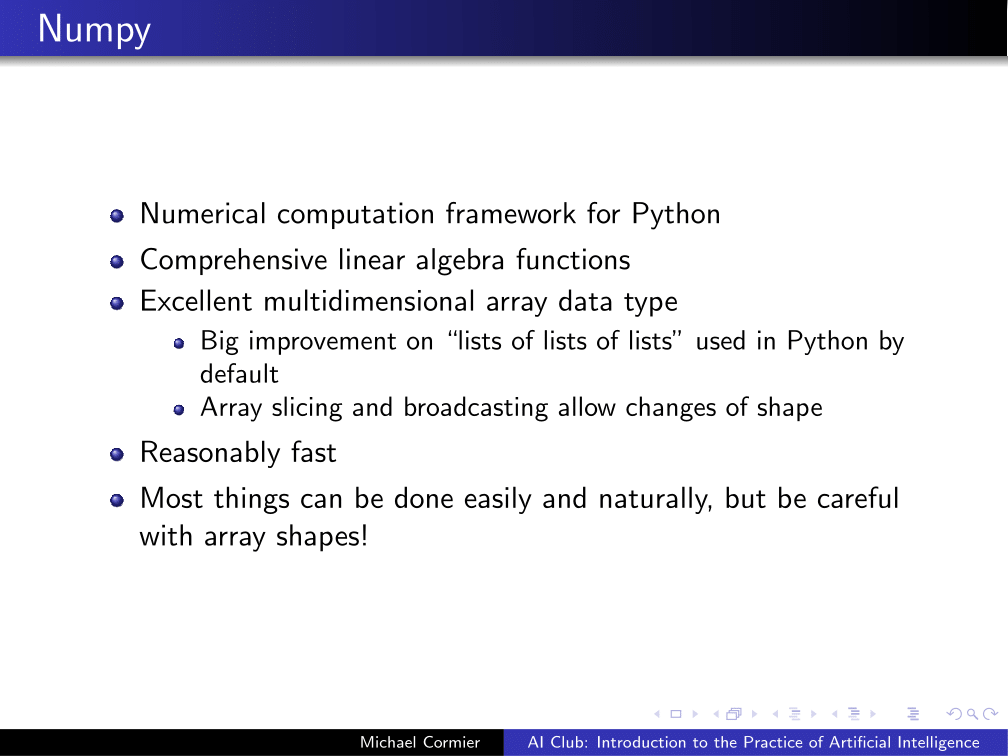 Numpy
Numerical computation framework for Python
Comprehensive linear algebra functions
Excellent multidimensional array data type
Big improvement on “lists of lists of lists” used in Python by
default
Array slicing and broadcasting allow changes of shape
Reasonably fast
Most things can be done easily and naturally, but be careful
with array shapes!
Michael Cormier
AI Club: Introduction to the Practice of Artificial Intelligence